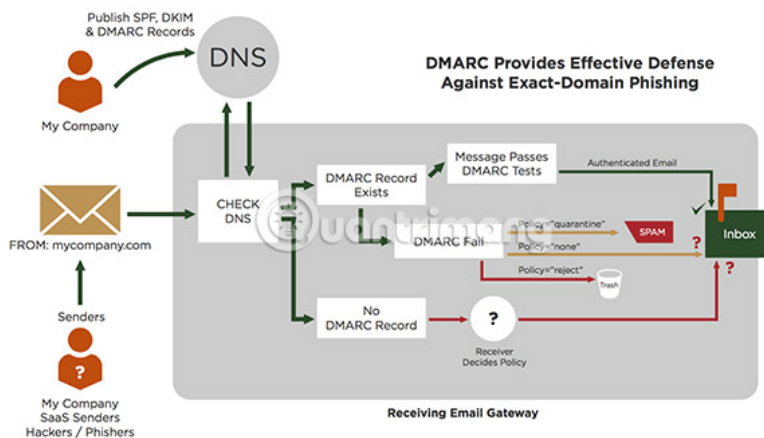 Publish SPF, DKIM
& DMARC Records
DNS
My Company
DMARC Provides Effective Defense
Against Exact-Domain Phishing
CHECK
DNS
DMARC Record
Exists
Message Passes
DMARC Tests
Authenticated Email
FROM: mycompany.com
Quantrimang
DMARC Fail
Policy="quarantine"
SPAM
Policy="none"
?
Inbox
?
Policy="reject"
Trash
Senders
No
DMARC Record
?
Receiver
Decides Policy
?
My Company
SaaS Senders
Hackers / Phishers
Receiving Email Gateway